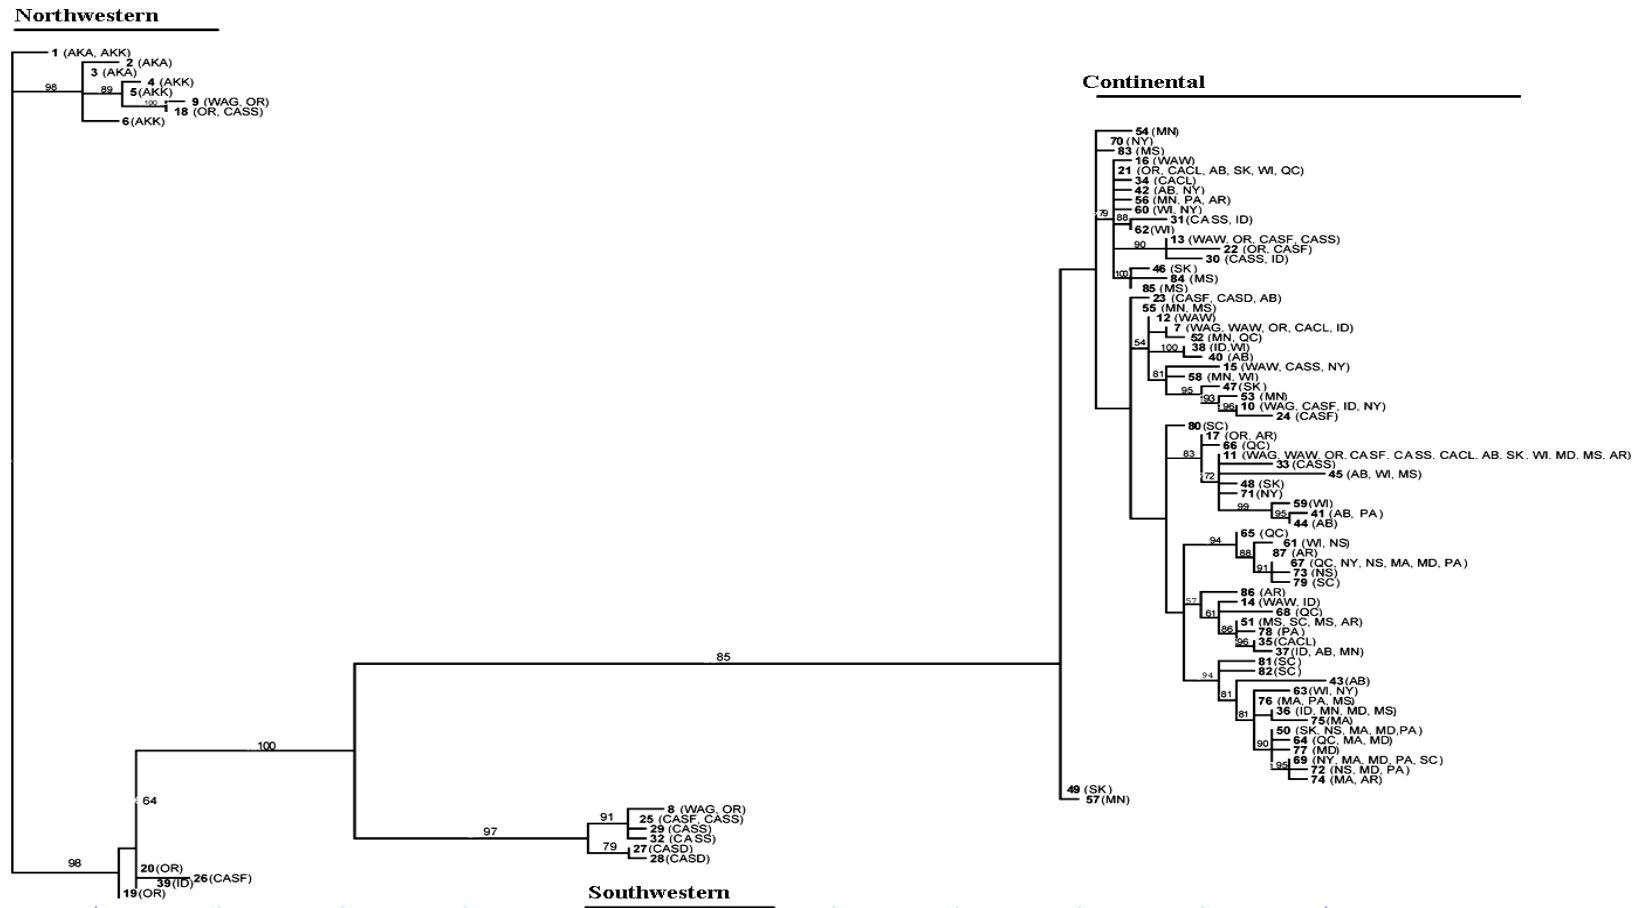 Northwestern
1 (AKA, AKK)
2 (AKA)
3 (AKA)
98
89
4 (AKK)
5(AKK)
100
9 (WAG, OR)
18 (OR, CASS)
6(AKK)
Continental
54(MN)
70(NY)
83(MS)
16(WAW)
21 (OR, CACL, AB, SK, WI, QC)
34 (CACL)
42 (AB, NY)
56 (MN, PA, AR)
60 (WI, NY)
79
88
31(CASS, ID)
62(WI)
90
13 (WAW, OR, CASF, CASS)
22 (OR, CASF)
30 (CASS, ID)
100
46 (SK)
84 (MS)
85 (MS)
23 (CASF, CASD, AB)
55 (MN, MS)
12 (WAW)
7 (WAG, WAW, OR, CACL, ID)
52 (MN, QC)
54
100
38 (ID,WI)
40 (AB)
15 (WAW, CASS, NY)
81
58 (MN, WI)
95
47(SK)
93
53 (MN)
96
10 (WAG, CASF, ID, NY)
24 (CASF)
80(SC)
17 (OR, AR)
66 (QC)
83
11 (WAG, WAW, OR, CASF, CASS, CACL, AB, SK, WI, MD, MS, AR)
33(CASS)
72
45 (AB, WI, MS)
48 (SK)
71(NY)
99
59(WI)
95
41 (AB, PA)
44 (AB)
65 (QC)
94
61 (WI, NS)
88
87 (AR)
67 (QC, NY, NS, MA, MD, PA)
91
73 (NS)
79 (SC)
86 (AR)
57
14 (WAW, ID)
61
68 (QC)
51 (MS, SC, MS, AR)
86
78 (PA)
96
35(CACL)
37(ID, AB, MN)
81(SC)
94
82(SC)
43(AB)
81
63(WI, NY)
76 (MA, PA, MS)
81
36 (ID, MN, MD, MS)
75(MA)
50 (SK, NS, MA, MD,PA)
90
64 (QC, MA, MD)
77 (MD)
95
69 (NY, MA, MD, PA, SC)
72 (NS, MD, PA)
74 (MA, AR)
85
100
49 (SK)
57(MN)
64
97
91
8 (WAG, OR)
25 (CASF, CASS)
29 (CASS)
32 (CASS)
79
27(CASD)
28(CASD)
98
20(OR)
39(ID)
26(CASF)
19(OR)
Southwestern